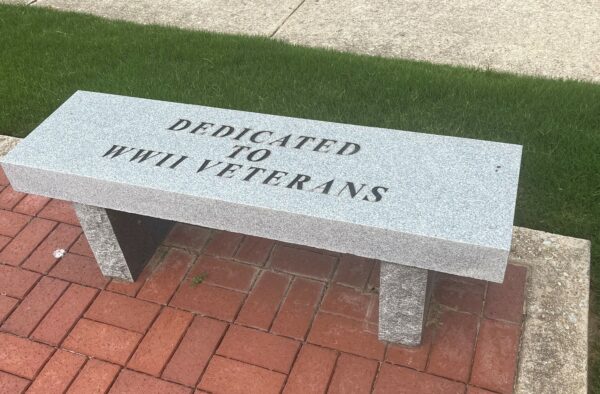 DEDICATED
TO
WWII VETERANS